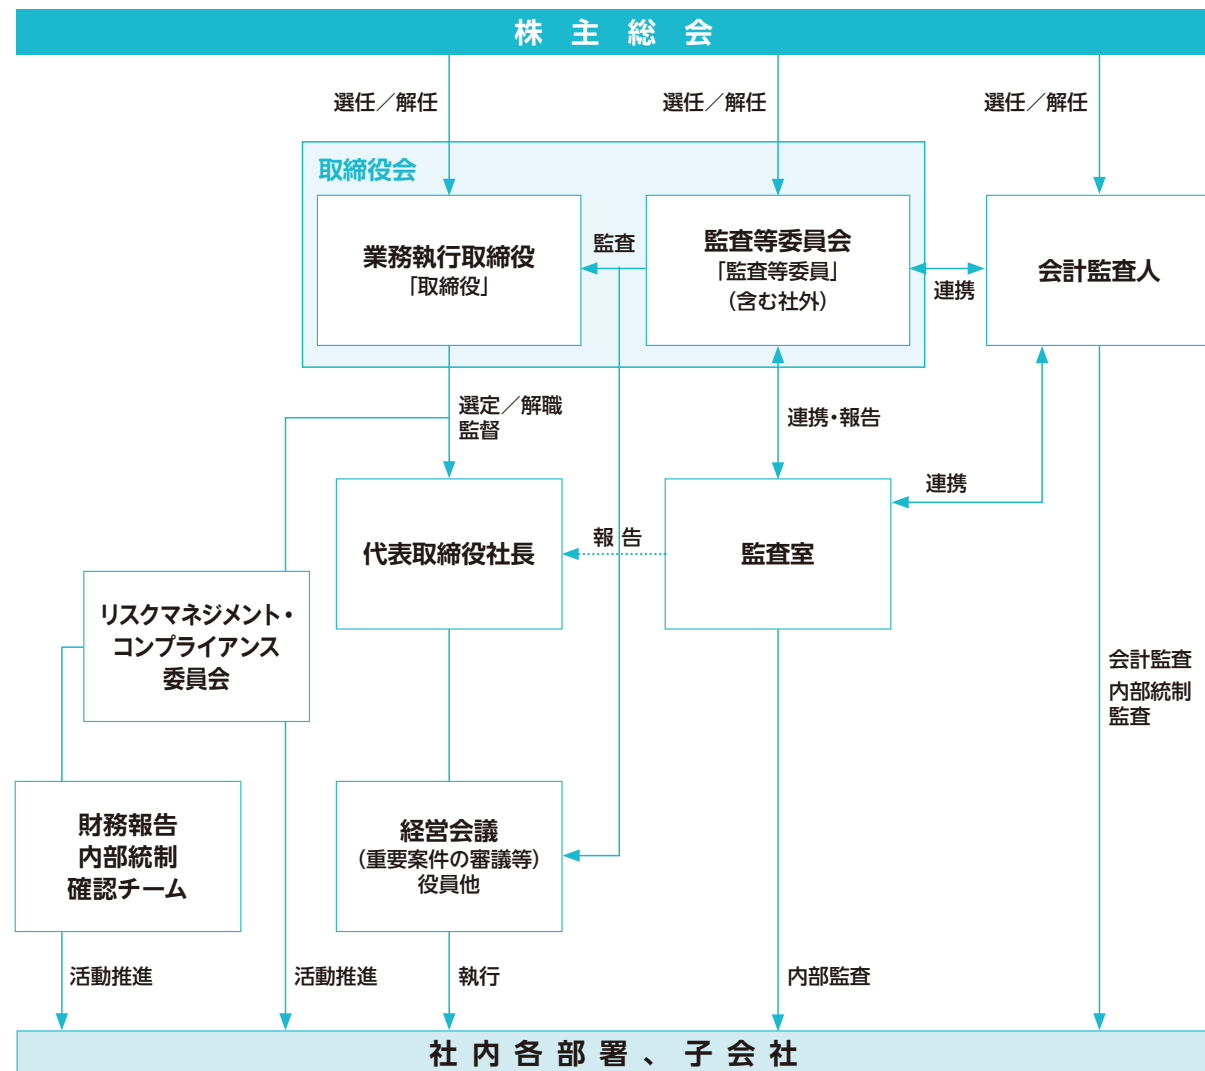 株主総会
選任／解任
選任／解任
選任／解任
取締役会
業務執行取締役
「取締役」
監査
監査等委員会
「監査等委員」
（含む社外）
連携
会計監査人
選定／解職
監督
連携・報告
連携
代表取締役社長
報告
監査室
リスクマネジメント・
コンプライアンス
委員会
会計監査
内部統制
監査
財務報告
内部統制
確認チーム
経営会議
（重要案件の審議等）
役員他
活動推進
活動推進
執行
内部監査
社内各部署、子会社